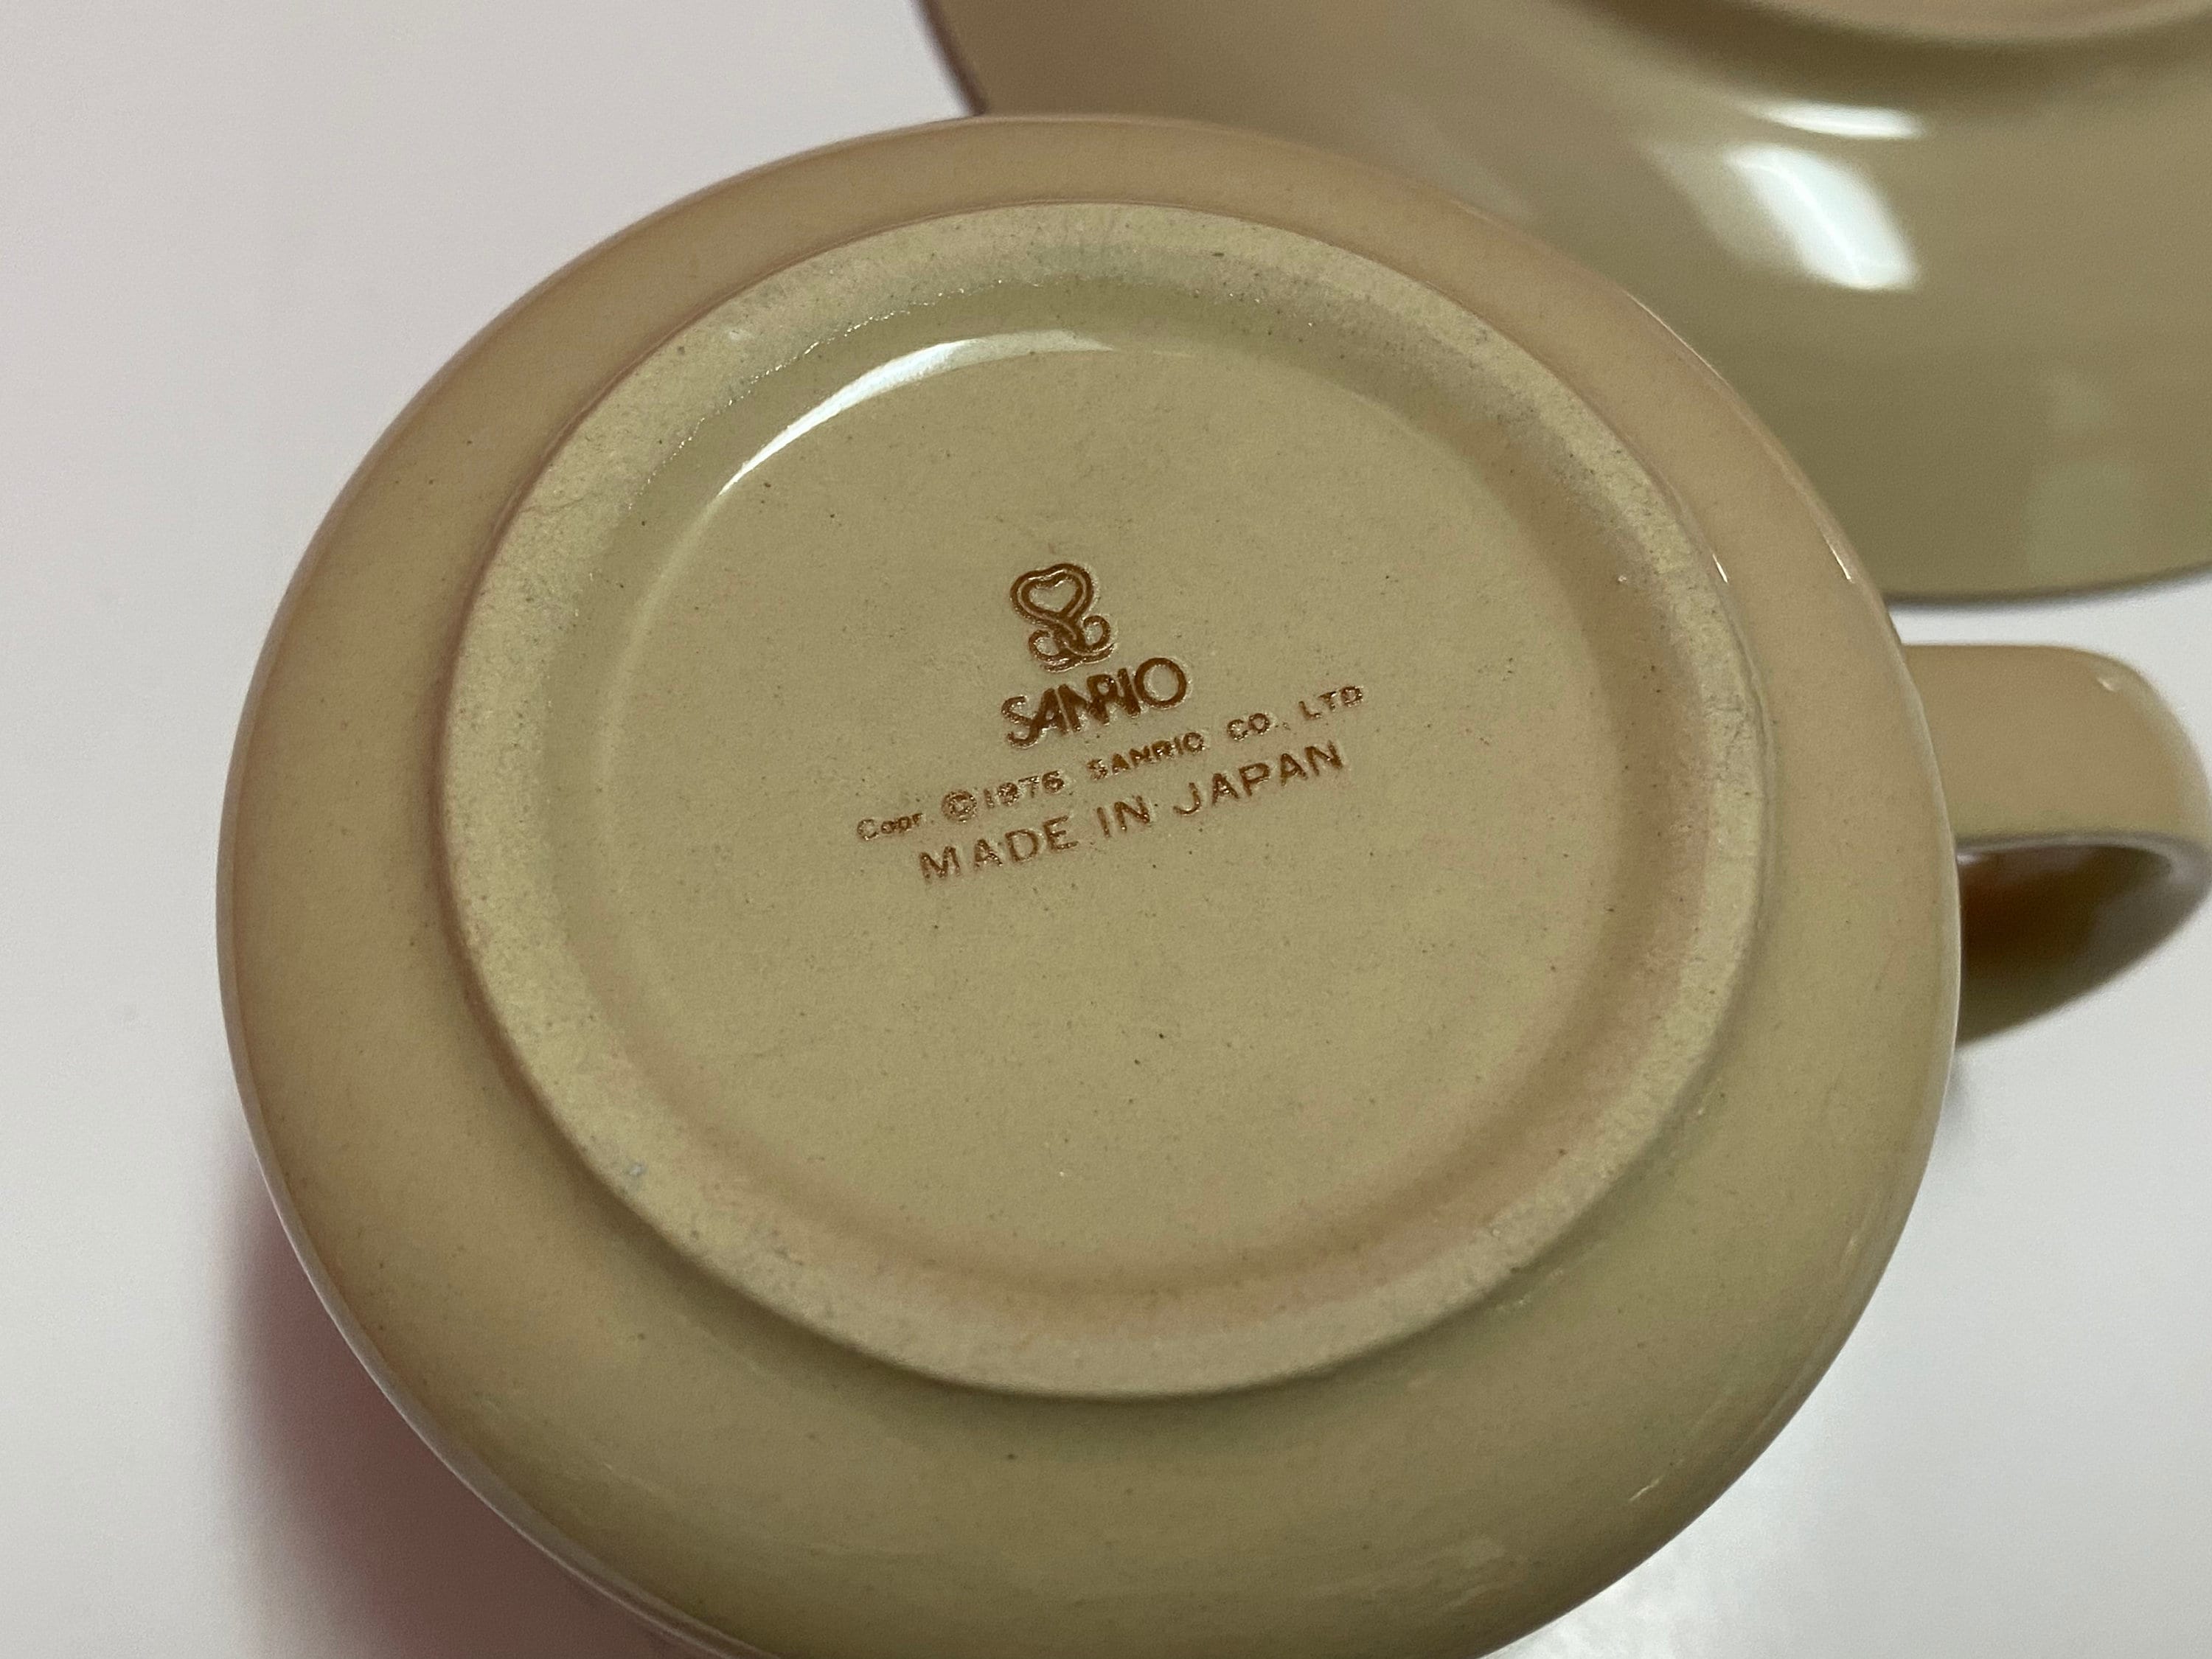 SANRIO
Copr. ©1976 SANRIO CO., LTD
MADE IN JAPAN